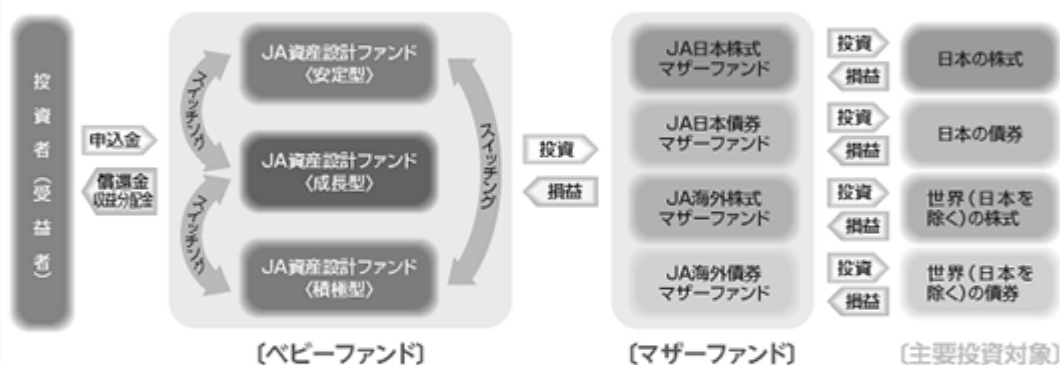 投資者（受益者）
申込金
償還金
収益分配金
JA資産設計ファンド
〈安定型〉
スイッチング
JA資産設計ファンド
〈成長型〉
スイッチング
JA資産設計ファンド
〈積極型〉
スイッチング
〔ベビーファンド〕
投資
損益
JA日本株式
マザーファンド
JA日本債券
マザーファンド
JA海外株式
マザーファンド
JA海外債券
マザーファンド
〔マザーファンド〕
投資
損益
日本の株式
投資
損益
日本の債券
投資
損益
世界（日本を
除く）の株式
投資
損益
世界（日本を
除く）の債券
〔主要投資対象〕